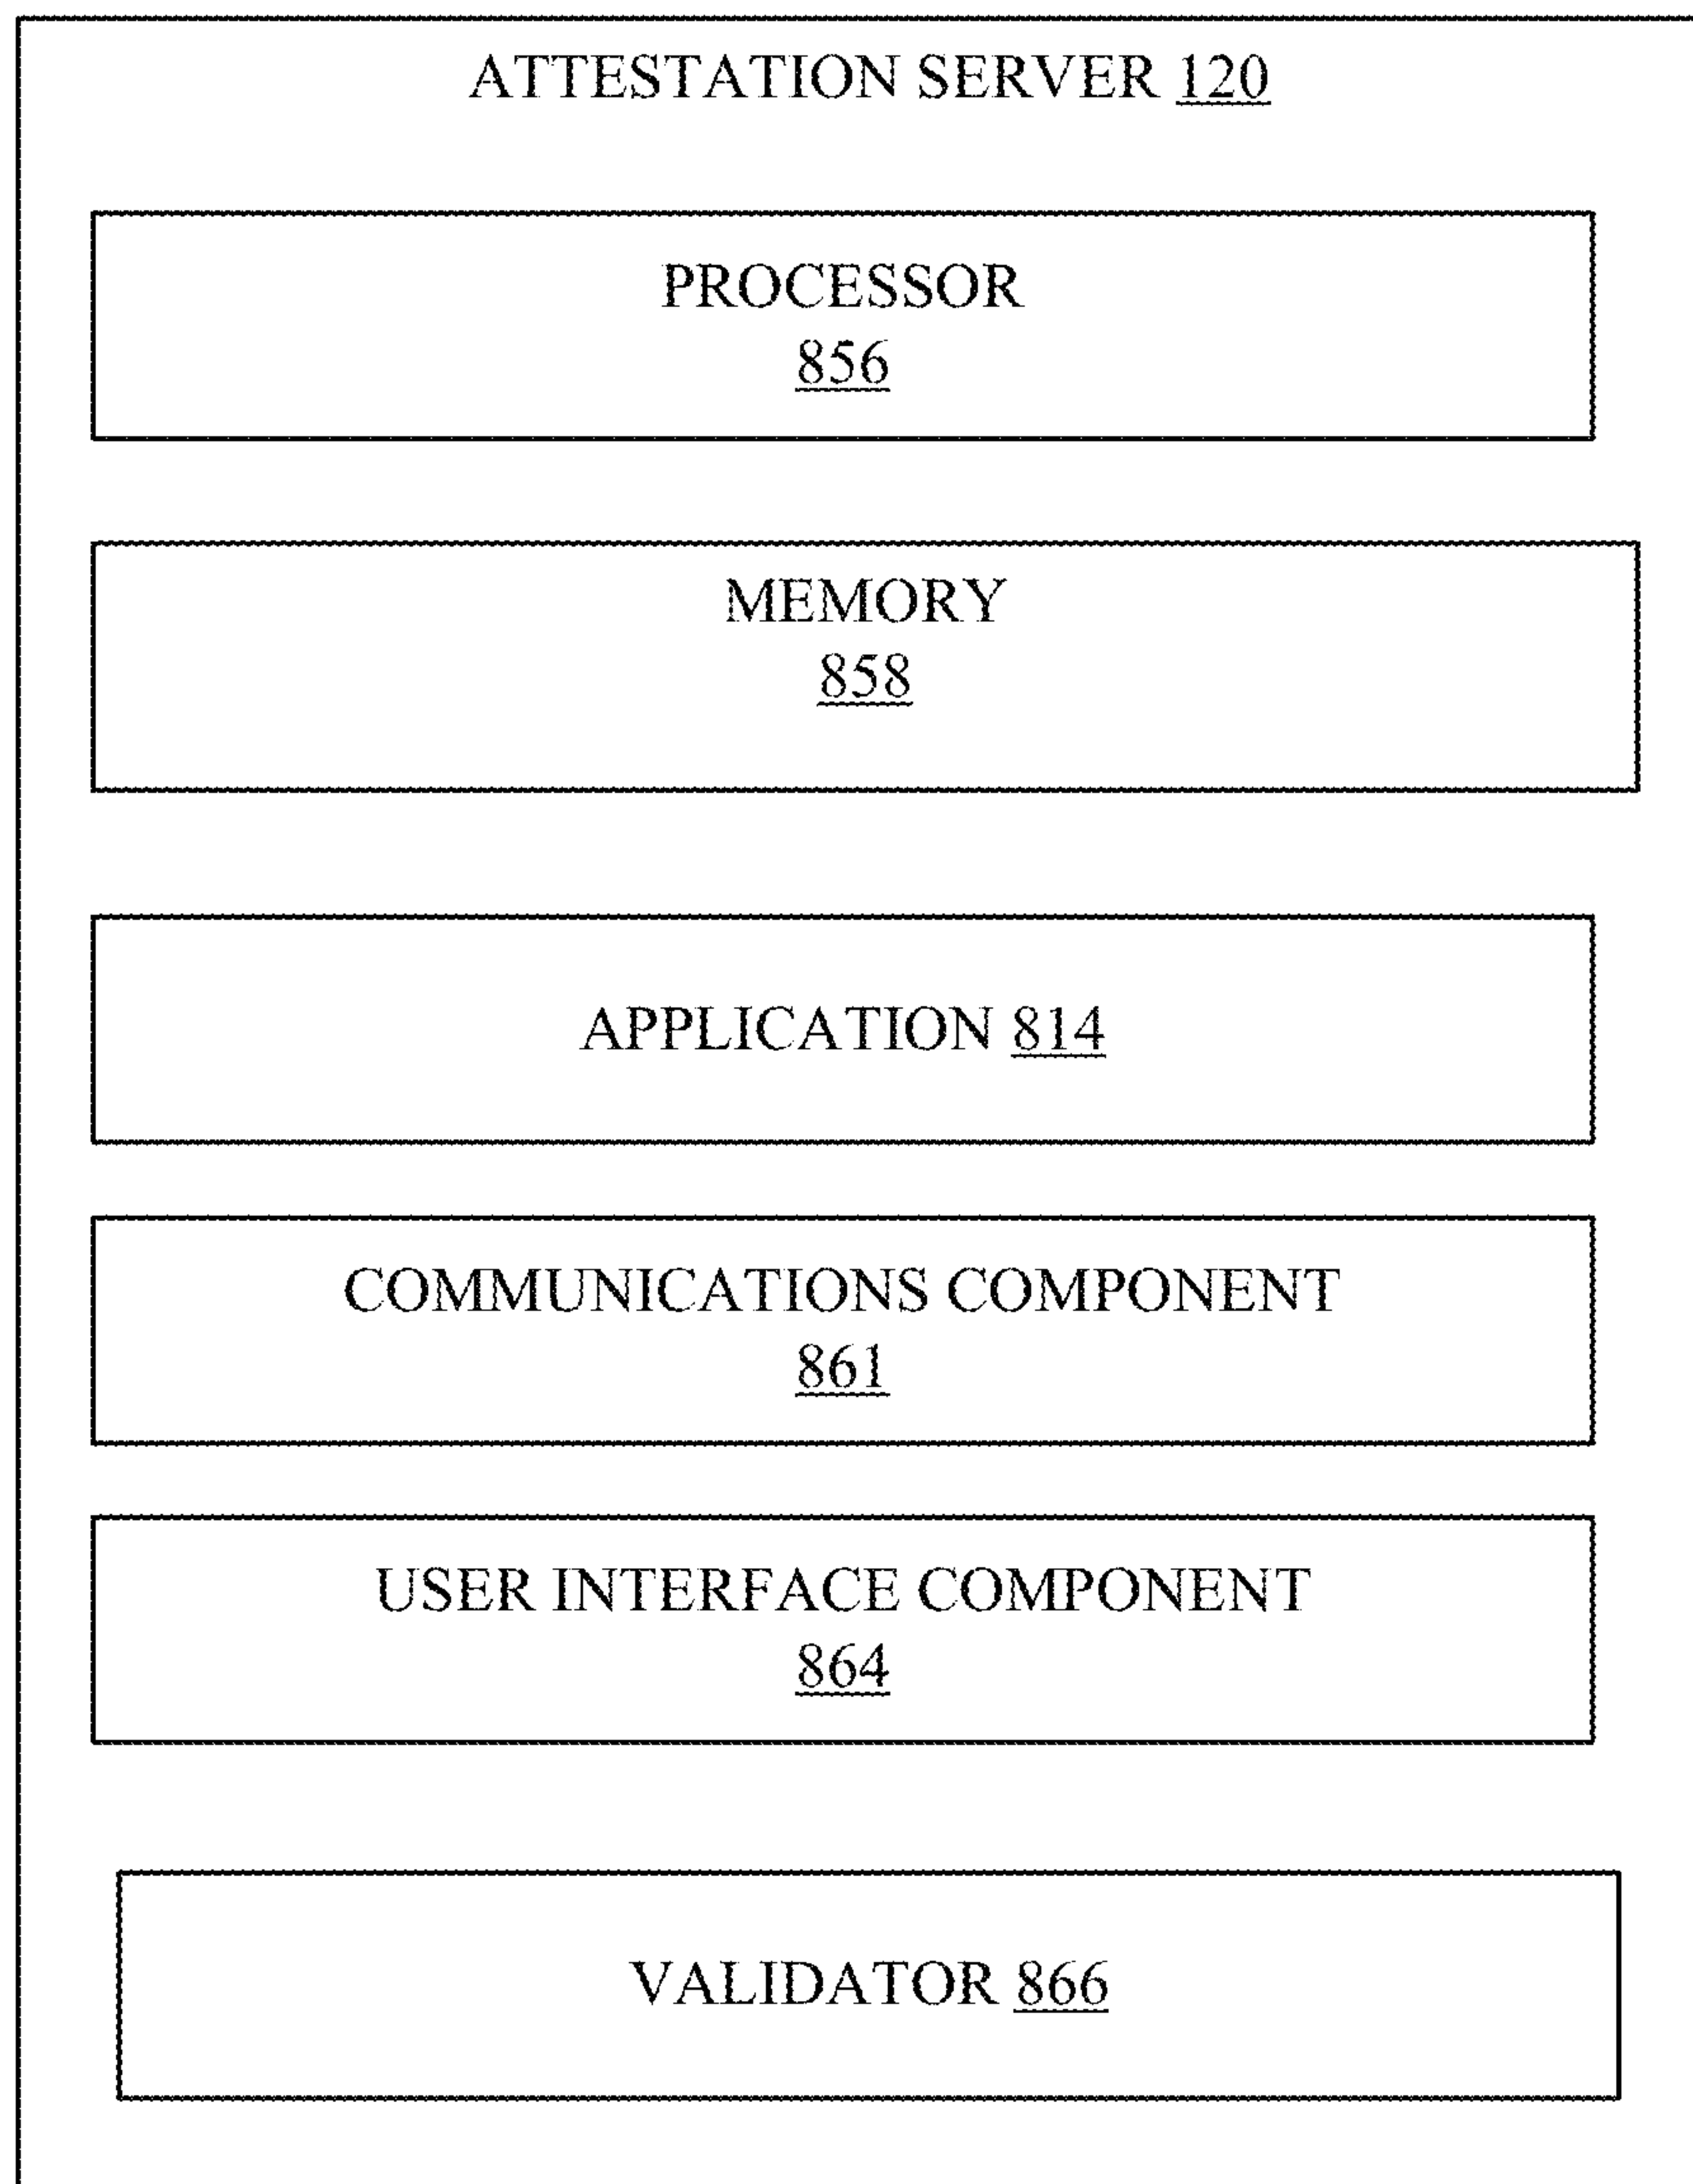 ATTESTATION SERVER 120
PROCESSOR
856
MEMORY
858
APPLICATION 814
COMMUNICATIONS COMPONENT
861
USER INTERFACE COMPONENT
864
VALIDATOR 866